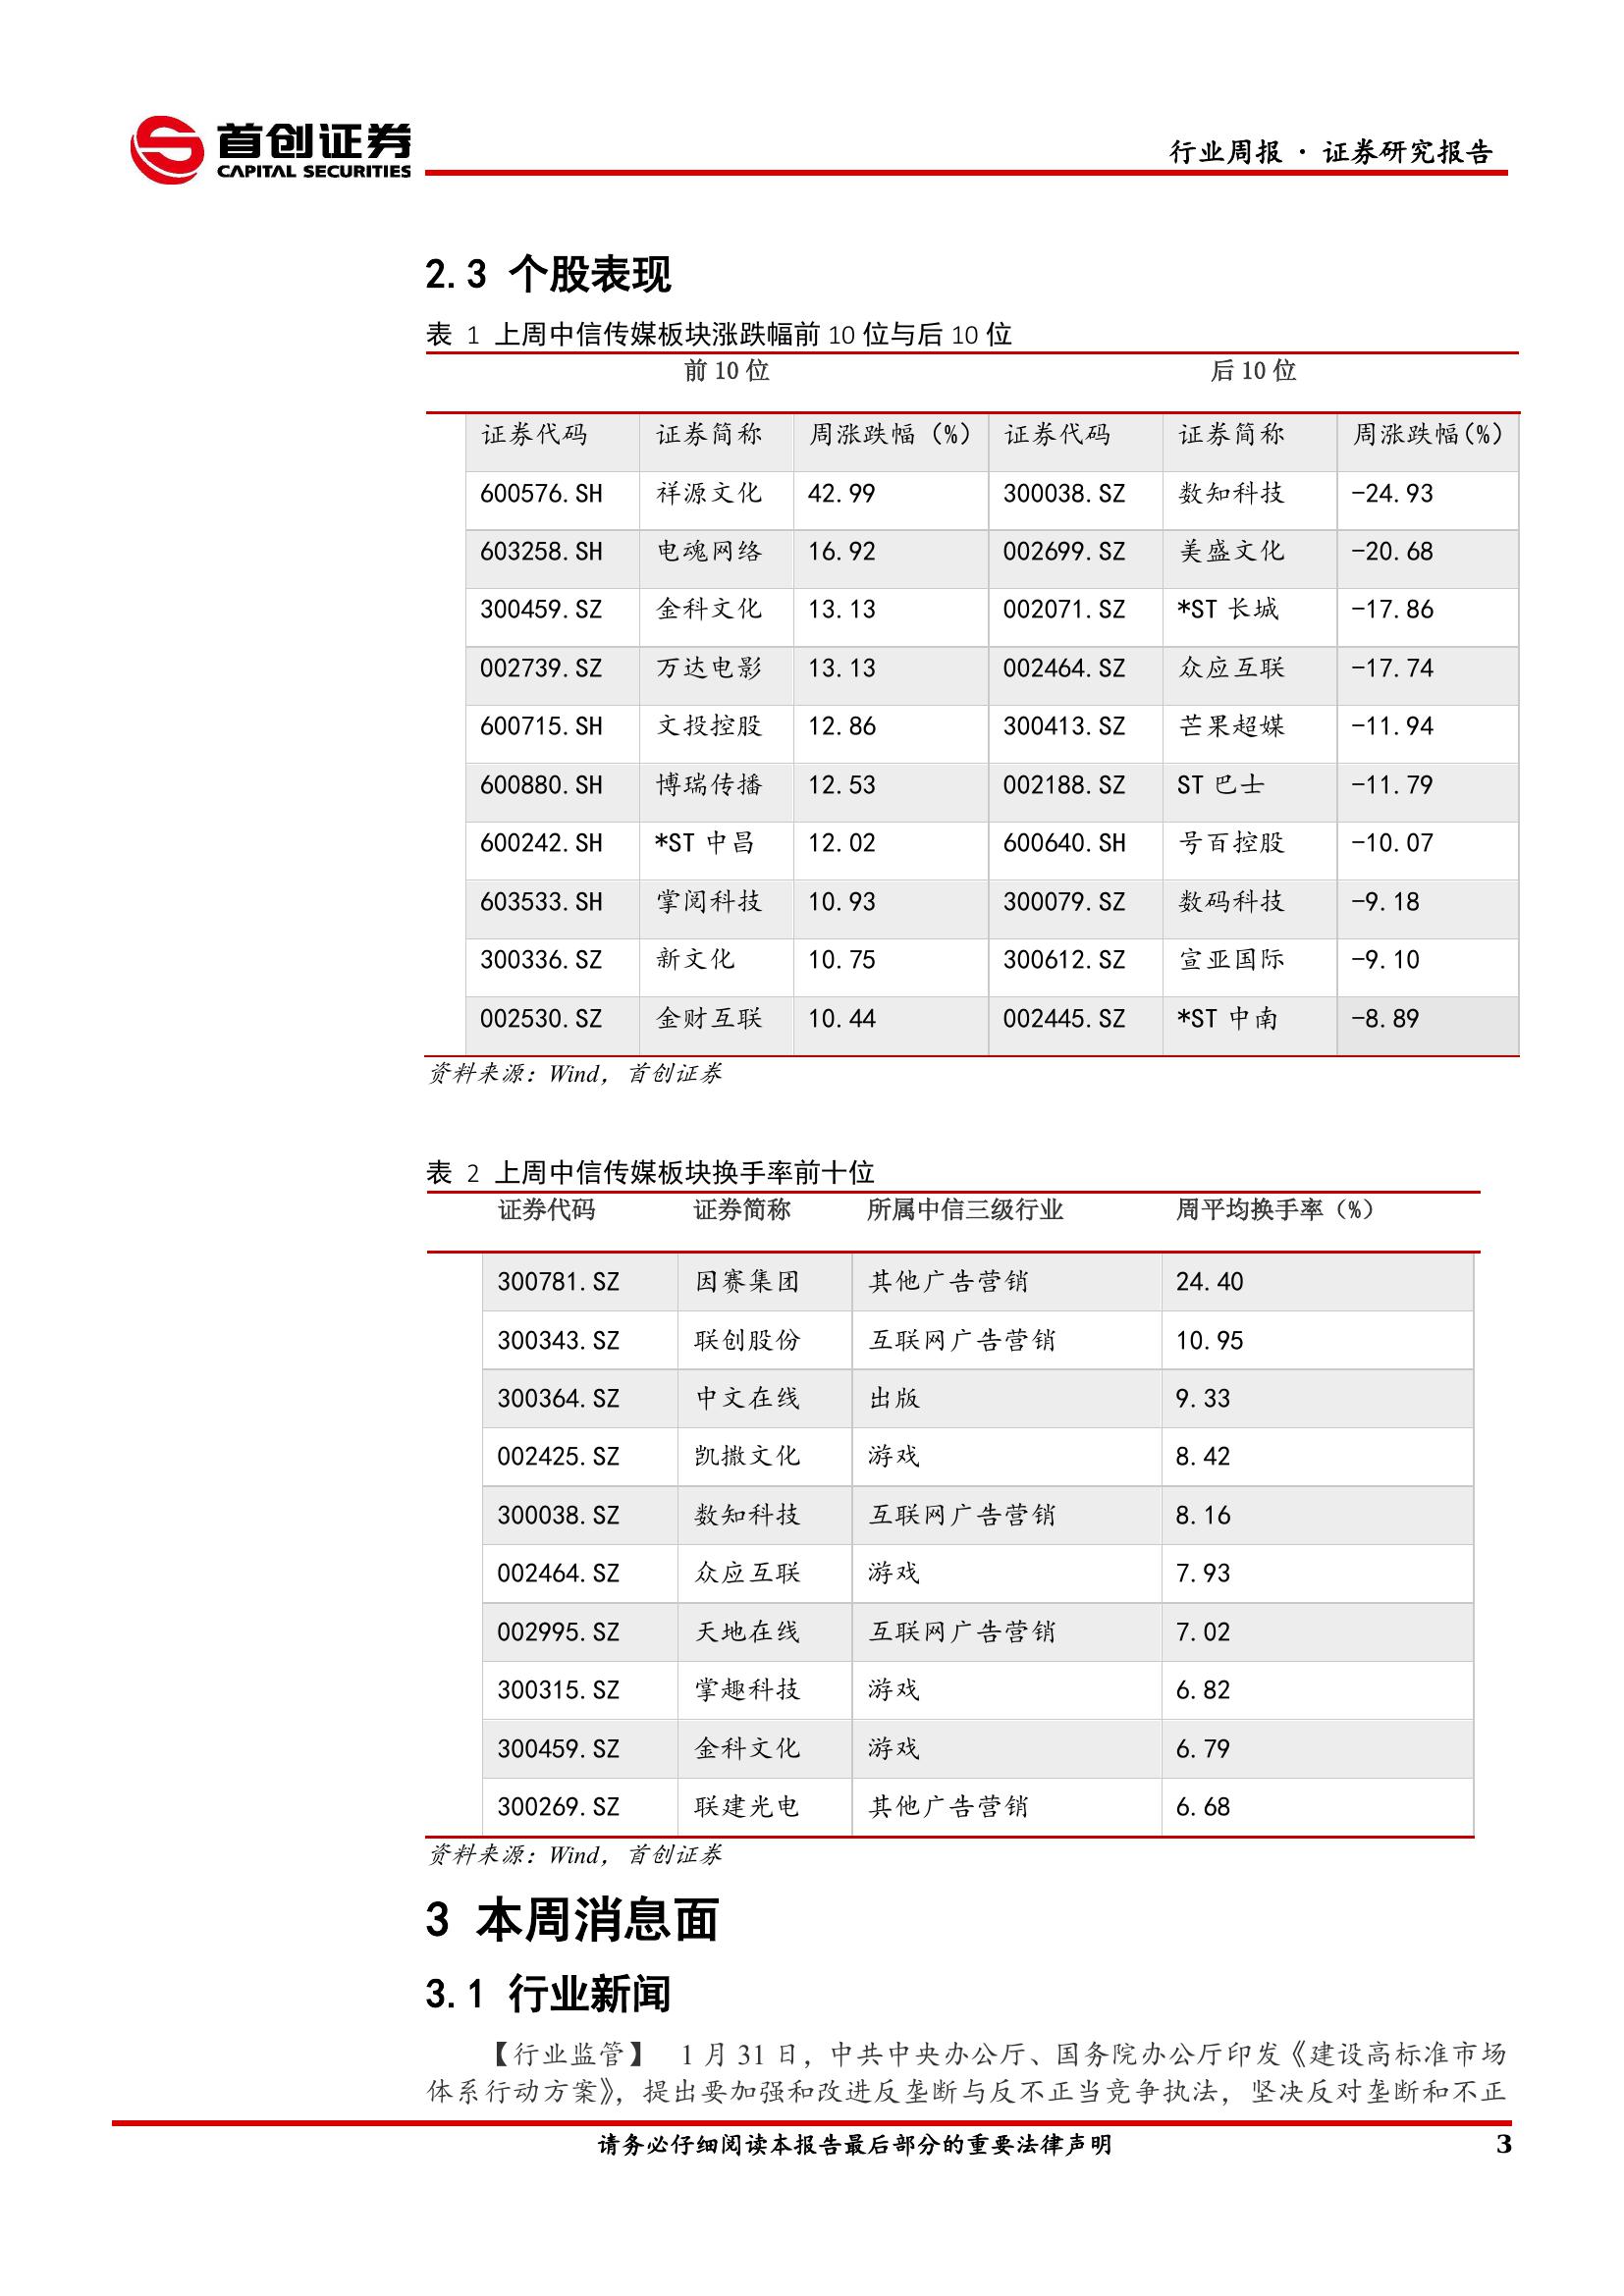 首创证券
CAPITAL SECURITIES
行业周报 · 证券研究报告
2.3 个股表现
表 1 上周中信传媒板块涨跌幅前 10 位与后 10 位
前 10 位 后 10 位
证券代码 证券简称 周涨跌幅（%） 证券代码 证券简称 周涨跌幅(%)
600576.SH 祥源文化 42.99 300038.SZ 数知科技 -24.93
603258.SH 电魂网络 16.92 002699.SZ 美盛文化 -20.68
300459.SZ 金科文化 13.13 002071.SZ *ST 长城 -17.86
002739.SZ 万达电影 13.13 002464.SZ 众应互联 -17.74
600715.SH 文投控股 12.86 300413.SZ 芒果超媒 -11.94
600880.SH 博瑞传播 12.53 002188.SZ ST 巴士 -11.79
600242.SH *ST 中昌 12.02 600640.SH 号百控股 -10.07
603533.SH 掌阅科技 10.93 300079.SZ 数码科技 -9.18
300336.SZ 新文化 10.75 300612.SZ 宣亚国际 -9.10
002530.SZ 金财互联 10.44 002445.SZ *ST 中南 -8.89
资料来源：Wind，首创证券
表 2 上周中信传媒板块换手率前十位
证券代码 证券简称 所属中信三级行业 周平均换手率（%）
300781.SZ 因赛集团 其他广告营销 24.40
300343.SZ 联创股份 互联网广告营销 10.95
300364.SZ 中文在线 出版 9.33
002425.SZ 凯撒文化 游戏 8.42
300038.SZ 数知科技 互联网广告营销 8.16
002464.SZ 众应互联 游戏 7.93
002995.SZ 天地在线 互联网广告营销 7.02
300315.SZ 掌趣科技 游戏 6.82
300459.SZ 金科文化 游戏 6.79
300269.SZ 联建光电 其他广告营销 6.68
资料来源：Wind，首创证券
3 本周消息面
3.1 行业新闻
【行业监管】 1 月 31 日，中共中央办公厅、国务院办公厅印发《建设高标准市场
体系行动方案》，提出要加强和改进反垄断与反不正当竞争执法，坚决反对垄断和不正
请务必仔细阅读本报告最后部分的重要法律声明 3